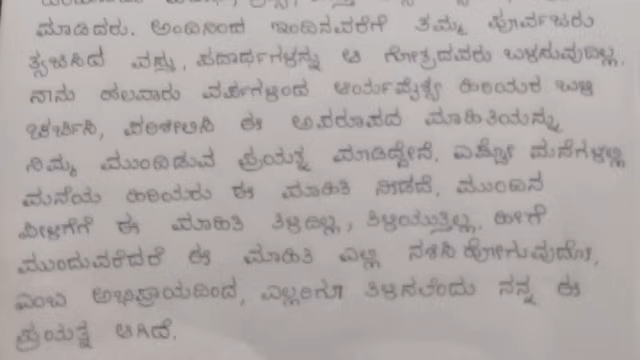 ಮಾಡಿದರು. ಅಂದಿನಿಂದ ಇಂದಿನವರೆಗೆ ತಮ್ಮ ಪೂರ್ವಜರು
ತ್ಯಜಿಸಿದ ವಸ್ತು, ಪದಾರ್ಥಗಳನ್ನು ಆ ಗೋತ್ರದವರು ಬಳಸುವುದಿಲ್ಲ.
ನಾನು ಹಲವಾರು ವರ್ಷಗಳಿಂದ ಆರ್ಯವೈಶ್ಯ ಹಿರಿಯರ ಬಳಿ
ಚರ್ಚಿಸಿ, ಪರಿಶೀಲಿಸಿ ಈ ಅಪರೂಪದ ಮಾಹಿತಿಯನ್ನು
ನಿಮ್ಮ ಮುಂದಿಡುವ ಪ್ರಯತ್ನ ಮಾಡಿದ್ದೇನೆ. ಎಷ್ಟೋ ಮನೆಗಳಲ್ಲಿ
ಮನೆಯ ಹಿರಿಯರು ಈ ಮಾಹಿತಿ ನೀಡದೆ, ಮುಂದಿನ
ಪೀಳಿಗೆಗೆ ಈ ಮಾಹಿತಿ ತಿಳಿದಿಲ್ಲ, ತಿಳಿಯುತ್ತಿಲ್ಲ. ಹೀಗೆ
ಮುಂದುವರೆದರೆ ಈ ಮಾಹಿತಿ ಎಲ್ಲಿ ನಶಿಸಿ ಹೋಗುವುದೋ,
ಎಂಬ ಅಭಿಪ್ರಾಯದಿಂದ, ಎಲ್ಲರಿಗೂ ತಿಳಿಸಲೆಂದು ನನ್ನ ಈ
ಪ್ರಯತ್ನ ಆಗಿದೆ.